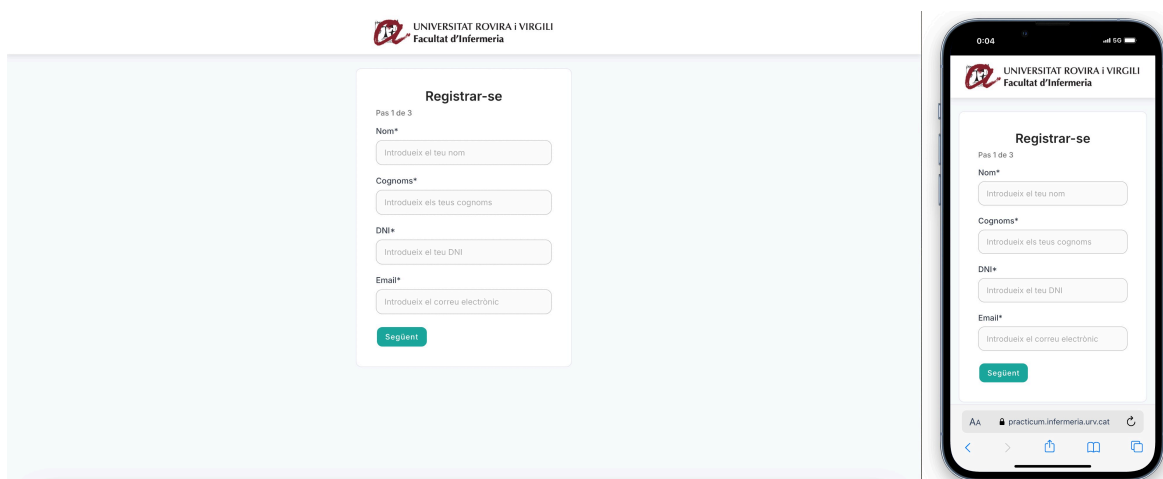 UNIVERSITAT ROVIRA i VIRGILI
Facultat d'Infermeria
Registrar-se
Pas 1 de 3
Nom*
Introdueix el teu nom
Cognoms*
Introdueix els teus cognoms
DNI*
Introdueix el teu DNI
Email*
Introdueix el correu electrònic
Següent
0:04
5G
UNIVERSITAT ROVIRA i VIRGILI
Facultat d'Infermeria
Registrar-se
Pas 1 de 3
Nom*
Introdueix el teu nom
Cognoms*
Introdueix els teus cognoms
DNI*
Introdueix el teu DNI
Email*
Introdueix el correu electrònic
Següent
AA practicum.infermeria.urv.cat